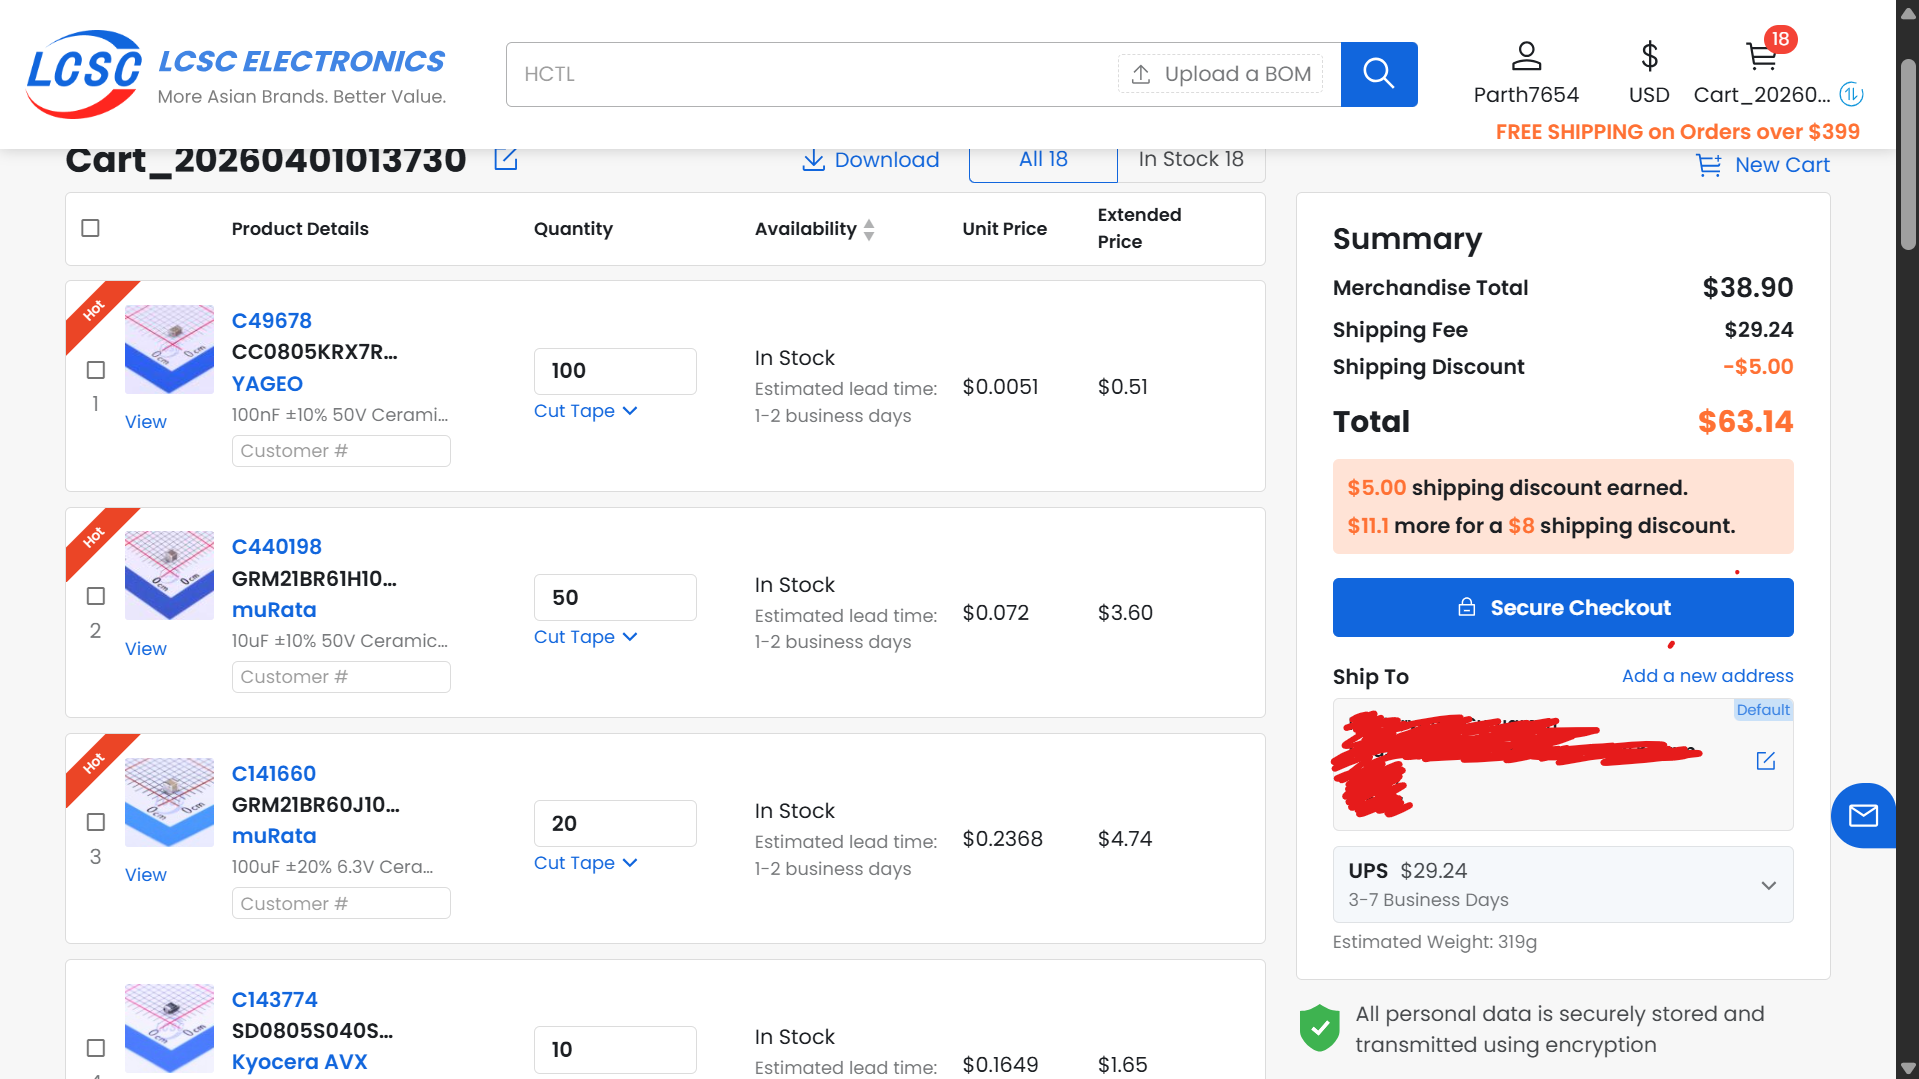 LCSC
LCSC ELECTRONICS
More Asian Brands. Better Value.
HCTL
Upload a BOM
Parth7654
USD
18
Cart_20260...
FREE SHIPPING on Orders over $399
Cart_20260401013730
Download
All 18
In Stock 18
New Cart
Product Details
Quantity
Availability
Unit Price
Extended
Price
Hot
1
View
C49678
CC0805KRX7R...
YAGEO
100nF ±10% 50V Cerami...
Customer #
100
Cut Tape
In Stock
Estimated lead time:
1-2 business days
$0.0051
$0.51
Hot
2
View
C440198
GRM21BR61H10...
muRata
10uF ±10% 50V Ceramic...
Customer #
50
Cut Tape
In Stock
Estimated lead time:
1-2 business days
$0.072
$3.60
Hot
3
View
C141660
GRM21BR60J10...
muRata
100uF ±20% 6.3V Cera...
Customer #
20
Cut Tape
In Stock
Estimated lead time:
1-2 business days
$0.2368
$4.74
C143774
SD0805S040S...
Kyocera AVX
10
In Stock
Estimated lead time:
$0.1649
$1.65
Summary
Merchandise Total $38.90
Shipping Fee $29.24
Shipping Discount -$5.00
Total $63.14
$5.00 shipping discount earned.
$11.1 more for a $8 shipping discount.
Secure Checkout
Ship To
Add a new address
Default
UPS $29.24
3-7 Business Days
Estimated Weight: 319g
All personal data is securely stored and
transmitted using encryption